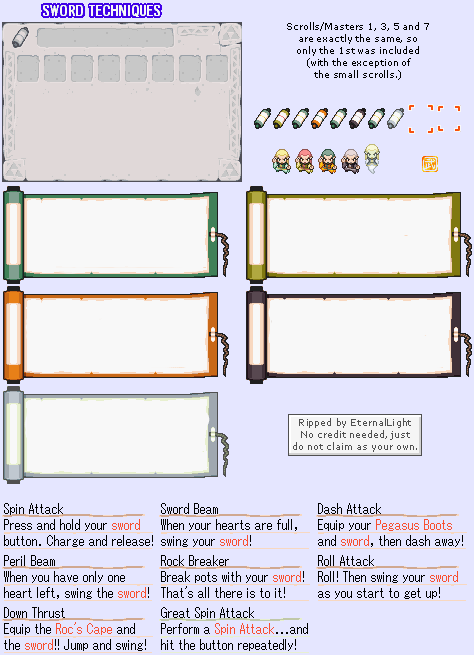 SWORD TECHNIQUES
Scrolls/Masters 1, 3, 5 and 7
are exactly the same, so
only the 1st was included
(with the exception of
the small scrolls.)
Ripped by EternalLight
No credit needed, just
do not claim as your own.
Spin Attack
Press and hold your sword
button. Charge and release!
Sword Beam
When your hearts are full,
swing your sword!
Dash Attack
Equip your Pegasus Boots
and sword, then dash away!
Peril Beam
When you have only one
heart left, swing the sword!
Rock Breaker
Break pots with your sword!
That's all there is to it!
Roll Attack
Roll! Then swing your sword
as you start to get up!
Down Thrust
Equip the Roc's Cape and
the sword!! Jump and swing!
Great Spin Attack
Perform a Spin Attack...and
hit the button repeatedly!